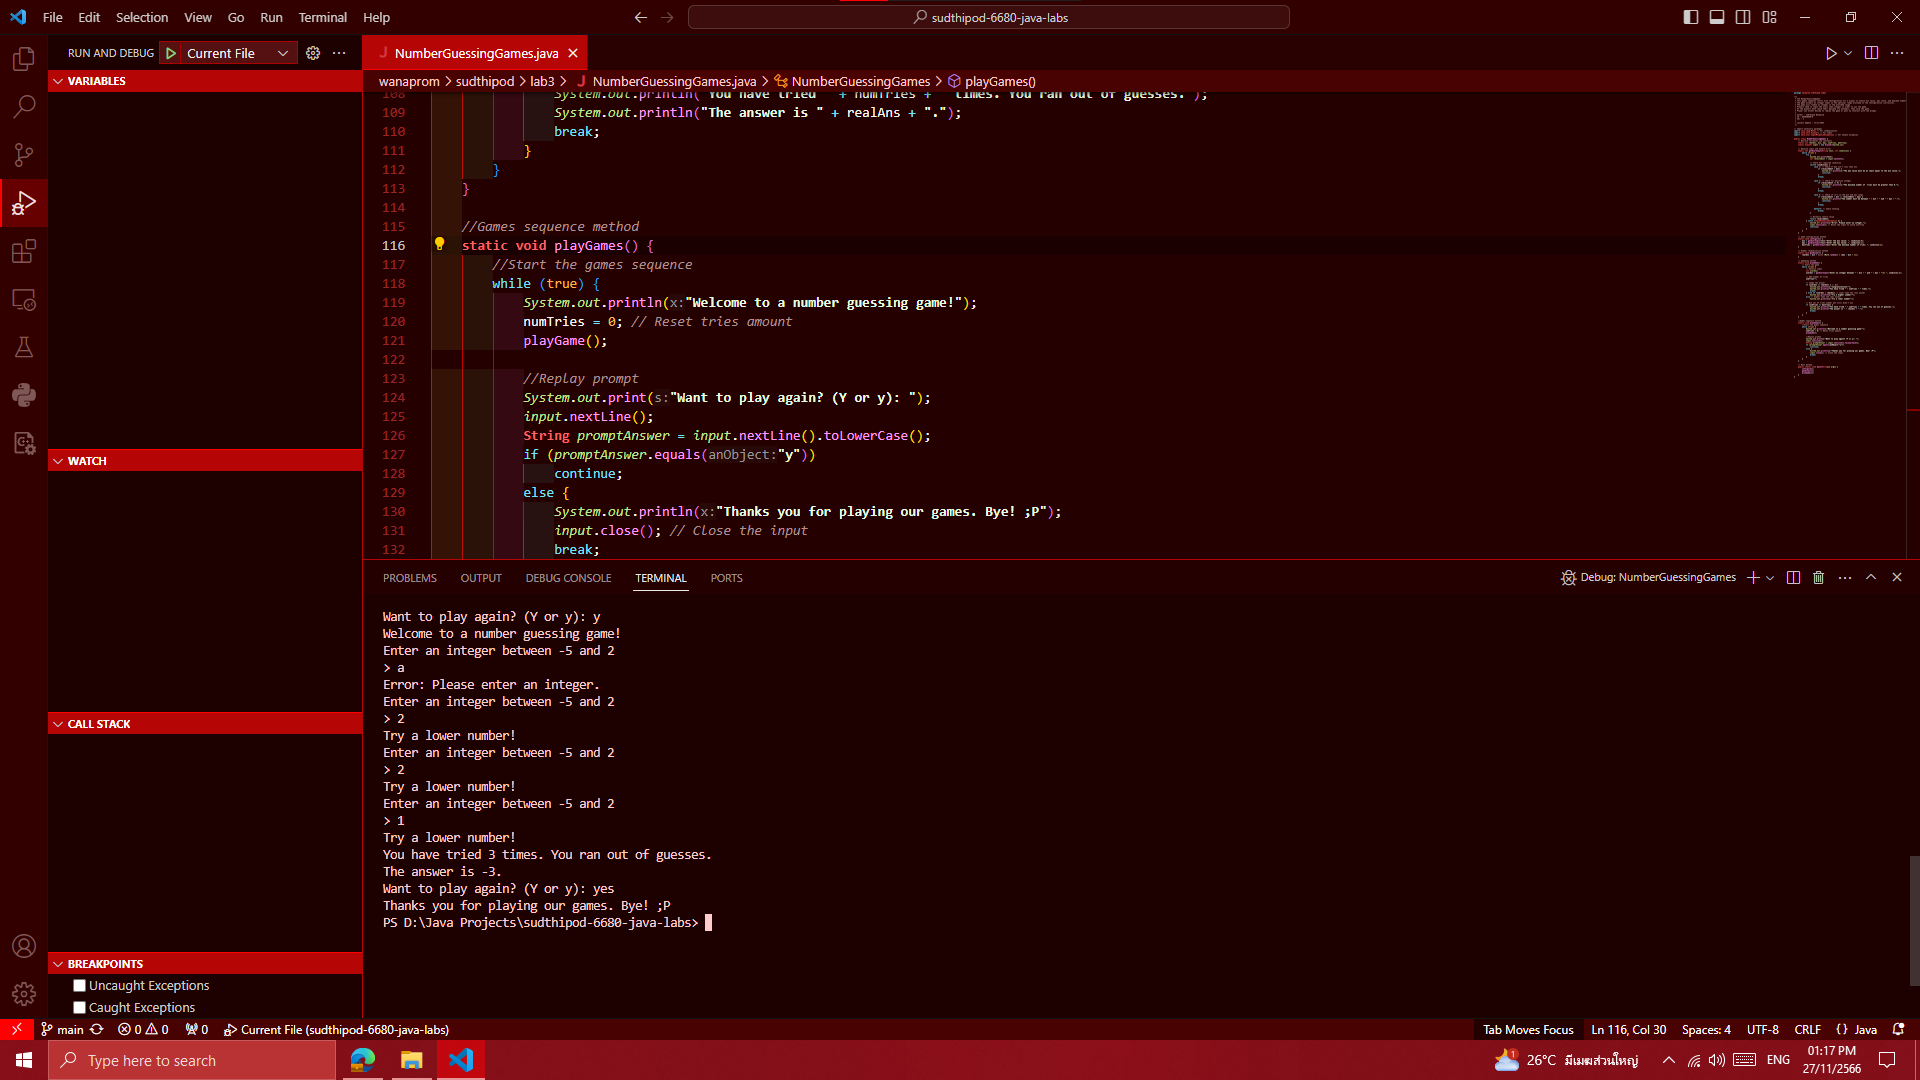 File Edit Selection View Go Run Terminal Help
sudthipod-6680-java-labs
RUN AND DEBUG Current File
NumberGuessingGames.java
wanaprom > sudthipod > lab3 > NumberGuessingGames.java > NumberGuessingGames > playGames()
VARIABLES
WATCH
CALL STACK
BREAKPOINTS
Uncaught Exceptions
Caught Exceptions
108 System.out.println("You have tried " + numTries + " times. You ran out of guesses.");
109 System.out.println("The answer is " + realAns + ".");
110 break;
111 }
112 }
113 }
114
115 //Games sequence method
116 static void playGames() {
117 //Start the games sequence
118 while (true) {
119 System.out.println(x:"Welcome to a number guessing game!");
120 numTries = 0; // Reset tries amount
121 playGame();
122
123 //Replay prompt
124 System.out.print(s:"Want to play again? (Y or y): ");
125 input.nextLine();
126 String promptAnswer = input.nextLine().toLowerCase();
127 if (promptAnswer.equals(anObject:"y"))
128 continue;
129 else {
130 System.out.println(x:"Thanks you for playing our games. Bye! ;P");
131 input.close(); // Close the input
132 break;
PROBLEMS OUTPUT DEBUG CONSOLE TERMINAL PORTS
Debug: NumberGuessingGames
Want to play again? (Y or y): y
Welcome to a number guessing game!
Enter an integer between -5 and 2
> a
Error: Please enter an integer.
Enter an integer between -5 and 2
> 2
Try a lower number!
Enter an integer between -5 and 2
> 2
Try a lower number!
Enter an integer between -5 and 2
> 1
Try a lower number!
You have tried 3 times. You ran out of guesses.
The answer is -3.
Want to play again? (Y or y): yes
Thanks you for playing our games. Bye! ;P
PS D:\Java Projects\sudthipod-6680-java-labs>
main 0 0 0 Current File (sudthipod-6680-java-labs)
Tab Moves Focus Ln 116, Col 30 Spaces: 4 UTF-8 CRLF {} Java
Type here to search
1 26°C มีเมฆส่วนใหญ่ ENG 01:17 PM
27/11/2566